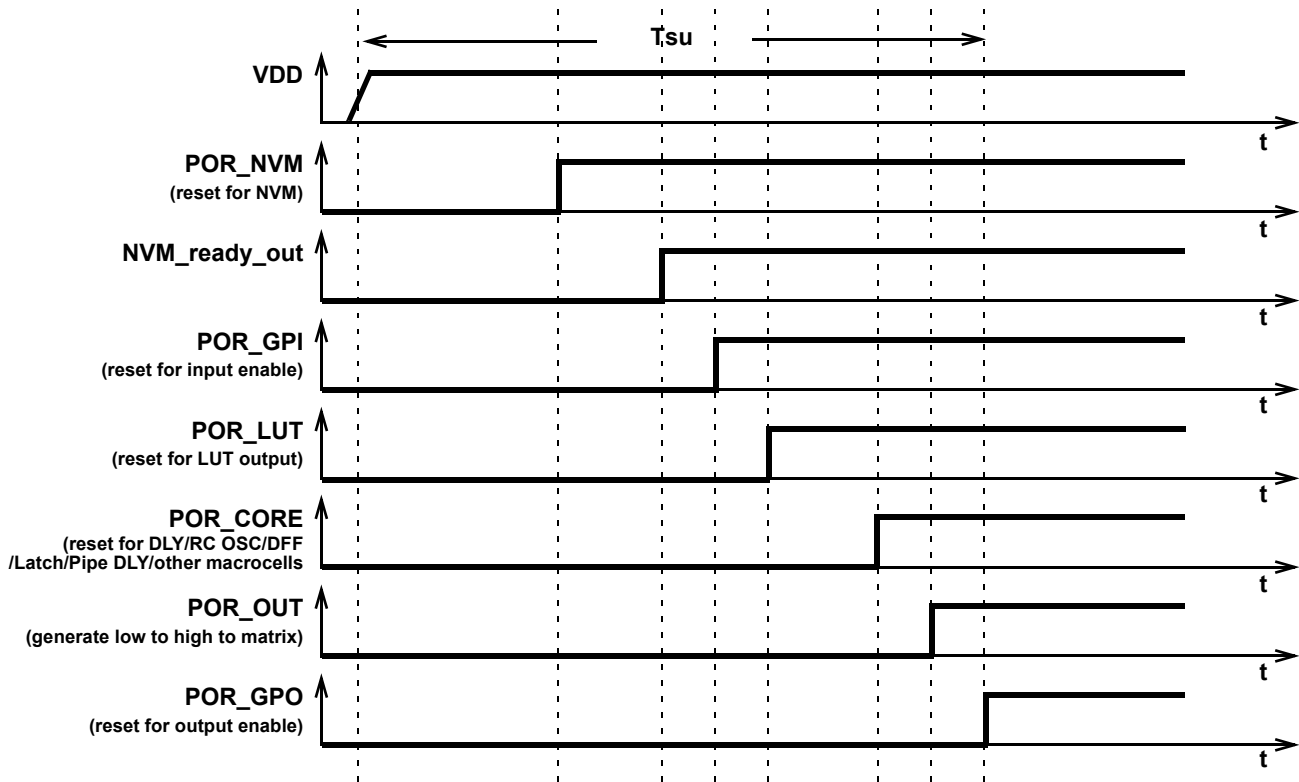 Tsu
VDD
t
POR_NVM
(reset for NVM)
t
NVM_ready_out
t
POR_GPI
(reset for input enable)
t
POR_LUT
(reset for LUT output)
t
POR_CORE
(reset for DLY/RC OSC/DFF
/Latch/Pipe DLY/other macrocells
t
POR_OUT
(generate low to high to matrix)
t
POR_GPO
(reset for output enable)
t